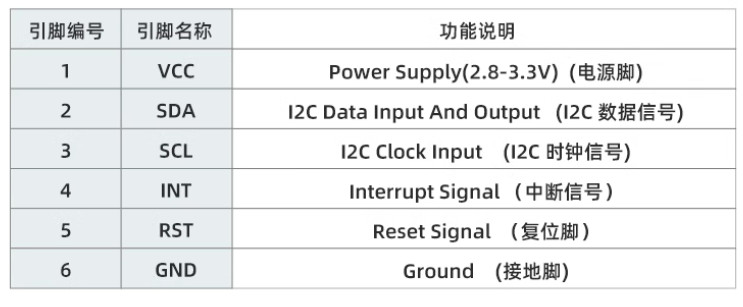 引脚编号 引脚名称 功能说明
1 VCC Power Supply(2.8-3.3V) (电源脚)
2 SDA I2C Data Input And Output (I2C 数据信号)
3 SCL I2C Clock Input (I2C 时钟信号)
4 INT Interrupt Signal (中断信号)
5 RST Reset Signal (复位脚)
6 GND Ground (接地脚)